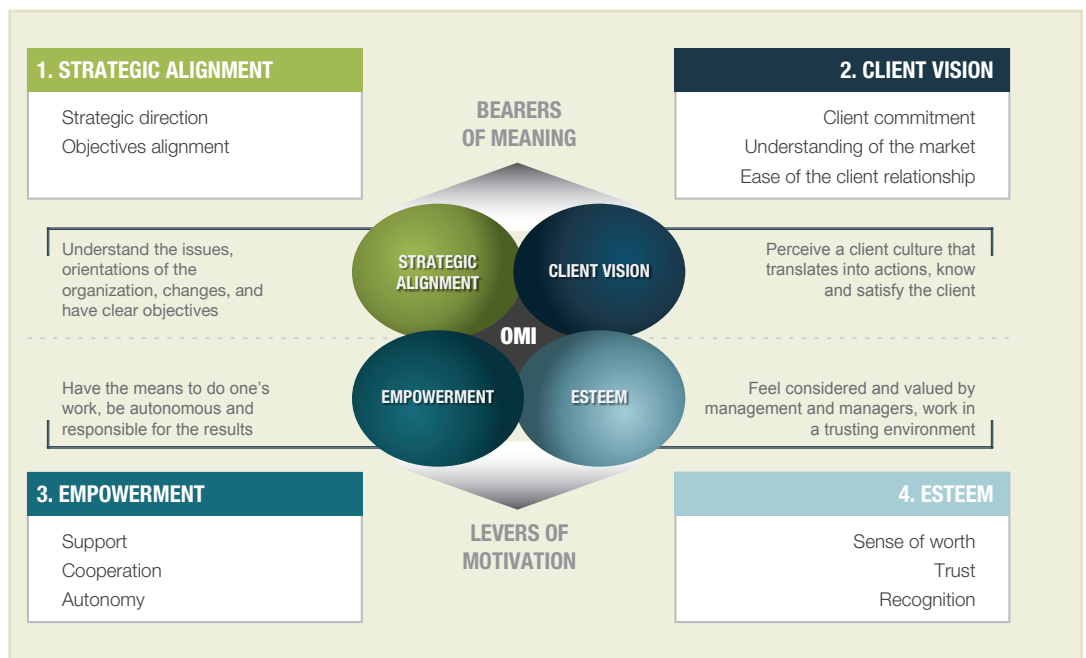 1. STRATEGIC ALIGNMENT
Strategic direction
Objectives alignment
BEARERS
OF MEANING
2. CLIENT VISION
Client commitment
Understanding of the market
Ease of the client relationship
Understand the issues,
orientations of the
organization, changes, and
have clear objectives
STRATEGIC
ALIGNMENT
CLIENT VISION
Perceive a client culture that
translates into actions, know
and satisfy the client
OMI
Have the means to do one’s
work, be autonomous and
responsible for the results
EMPOWERMENT
ESTEEM
Feel considered and valued by
management and managers, work in
a trusting environment
3. EMPOWERMENT
Support
Cooperation
Autonomy
LEVERS OF
MOTIVATION
4. ESTEEM
Sense of worth
Trust
Recognition